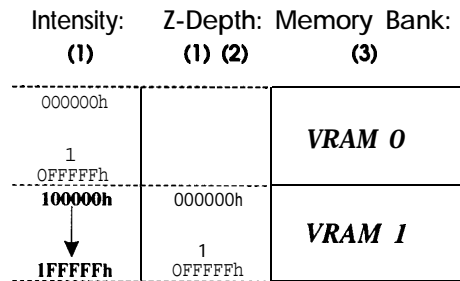 Intensity: Z-Depth: Memory Bank:
(1) (1) (2) (3)
000000h
VRAM 0
1
0FFFFFh
100000h 000000h
VRAM 1
1
1FFFFFh 0FFFFFh